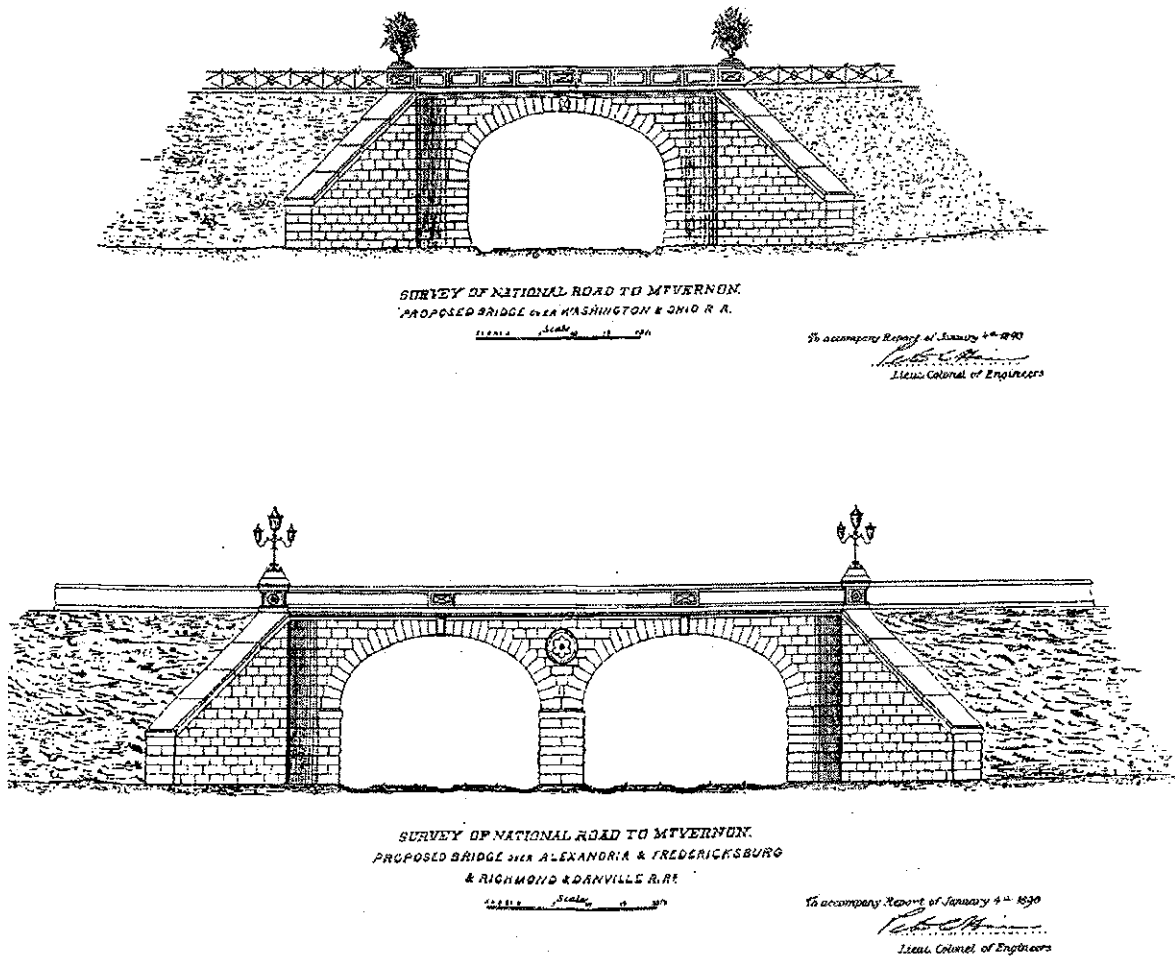 SURVEY OF NATIONAL ROAD TO MT VERNON.
PROPOSED BRIDGE OVER WASHINGTON & OHIO R. R.
Scale
To accompany Report of January 4th 1890
Lieut. Colonel of Engineers
SURVEY OF NATIONAL ROAD TO MT VERNON.
PROPOSED BRIDGE OVER ALEXANDRIA & FREDERICKSBURG
& RICHMOND & DANVILLE R. Rs.
Scale
To accompany Report of January 4th 1890
Lieut. Colonel of Engineers